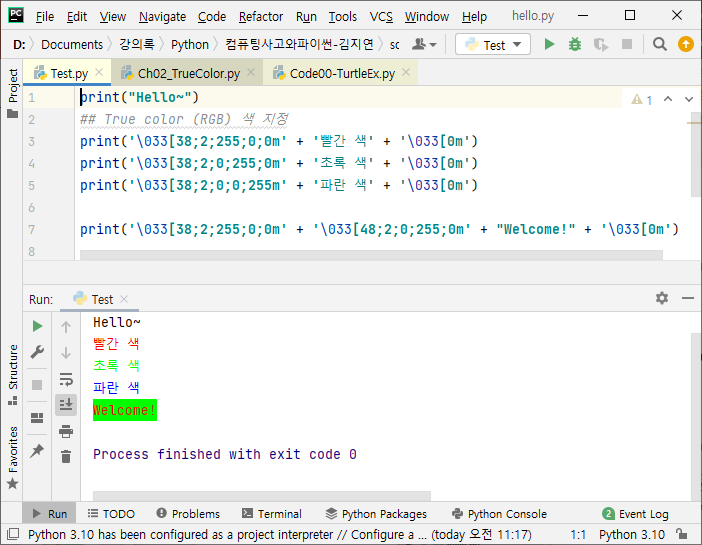 File Edit View Navigate Code Refactor Run Tools VCS Window Help hello.py
D: Documents 강의록 Python 컴퓨팅사고와파이썬-김지연 sc Test
Test.py Ch02_TrueColor.py Code00-TurtleEx.py
1 print("Hello~") 1
2 ## True color (RGB) 색 지정
3 print('\033[38;2;255;0;0m' + '빨간 색' + '\033[0m')
4 print('\033[38;2;0;255;0m' + '초록 색' + '\033[0m')
5 print('\033[38;2;0;0;255m' + '파란 색' + '\033[0m')
6
7 print('\033[38;2;255;0;0m' + '\033[48;2;0;255;0m' + "Welcome!" + '\033[0m')
8
Run: Test
Hello~
빨간 색
초록 색
파란 색
Welcome!
Process finished with exit code 0
Project
Structure
Favorites
Run TODO Problems Terminal Python Packages Python Console 2 Event Log
Python 3.10 has been configured as a project interpreter // Configure a ... (today 오전 11:17) 1:1 Python 3.10